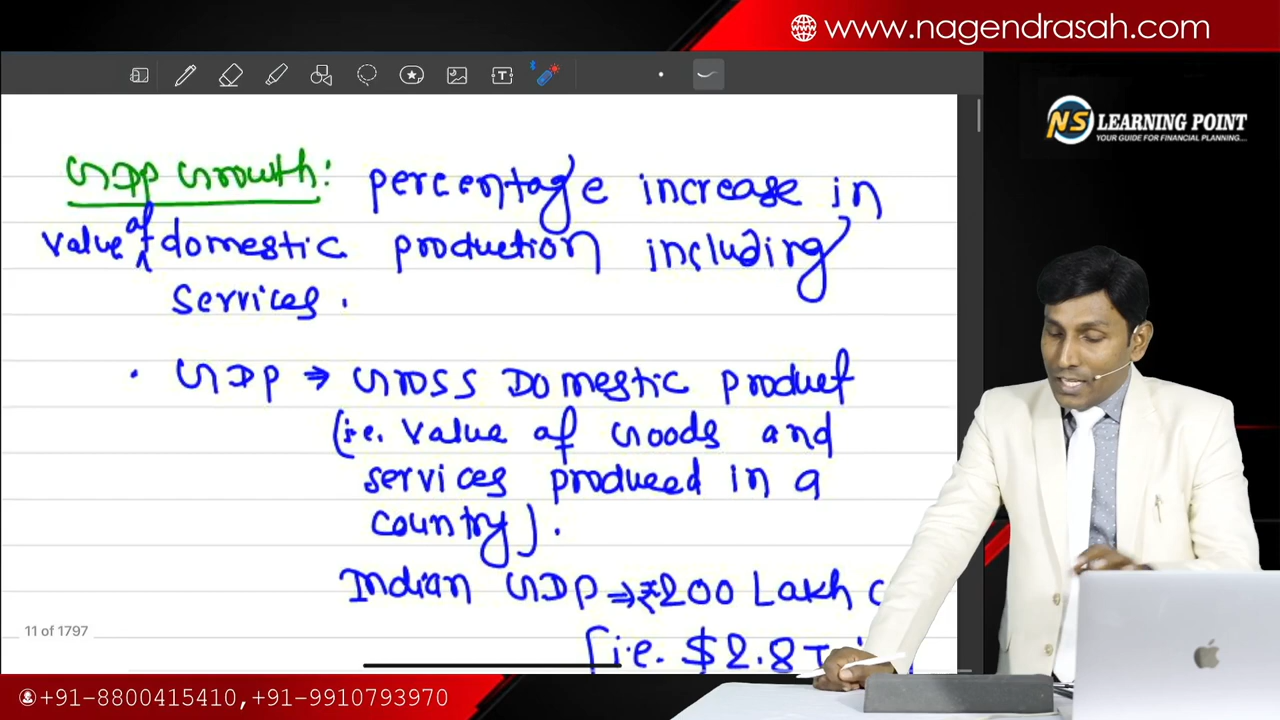 www.nagendrasah.com
NS LEARNING POINT
YOUR GUIDE FOR FINANCIAL PLANNING....
GDP Growth: percentage increase in
value of domestic production including
services.
• GDP ⇒ Gross Domestic Product
(i.e. value of Goods and
services produced in a
country).
Indian GDP ⇒ ₹200 Lakh
[i.e. $2.8
11 of 1797
+91-8800415410,+91-9910793970